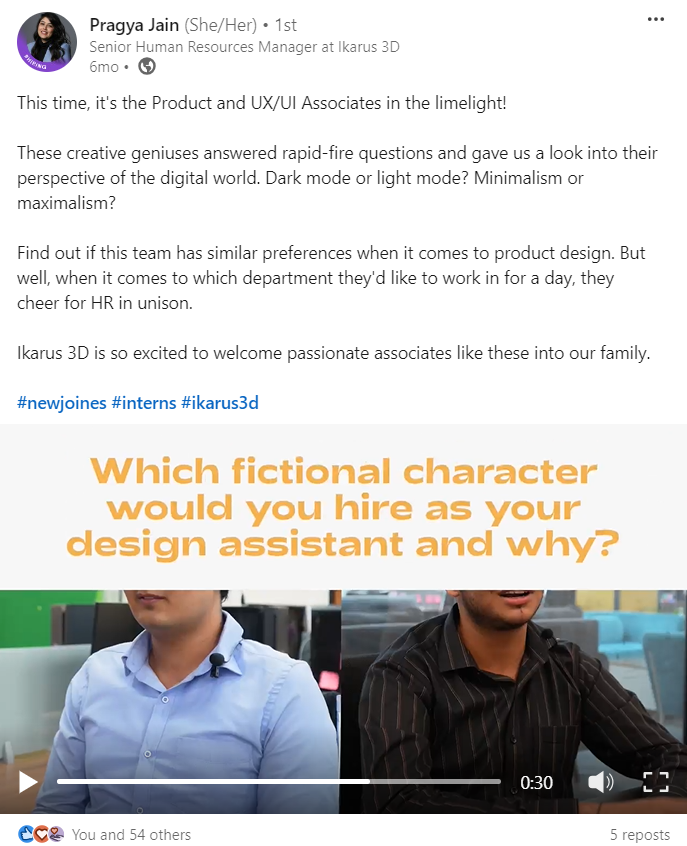 Pragya Jain (She/Her) • 1st
Senior Human Resources Manager at Ikarus 3D
6mo •
#HIRING
This time, it's the Product and UX/UI Associates in the limelight!
These creative geniuses answered rapid-fire questions and gave us a look into their
perspective of the digital world. Dark mode or light mode? Minimalism or
maximalism?
Find out if this team has similar preferences when it comes to product design. But
well, when it comes to which department they'd like to work in for a day, they
cheer for HR in unison.
Ikarus 3D is so excited to welcome passionate associates like these into our family.
#newjoines #interns #ikarus3d
Which fictional character
would you hire as your
design assistant and why?
0:30
You and 54 others
5 reposts